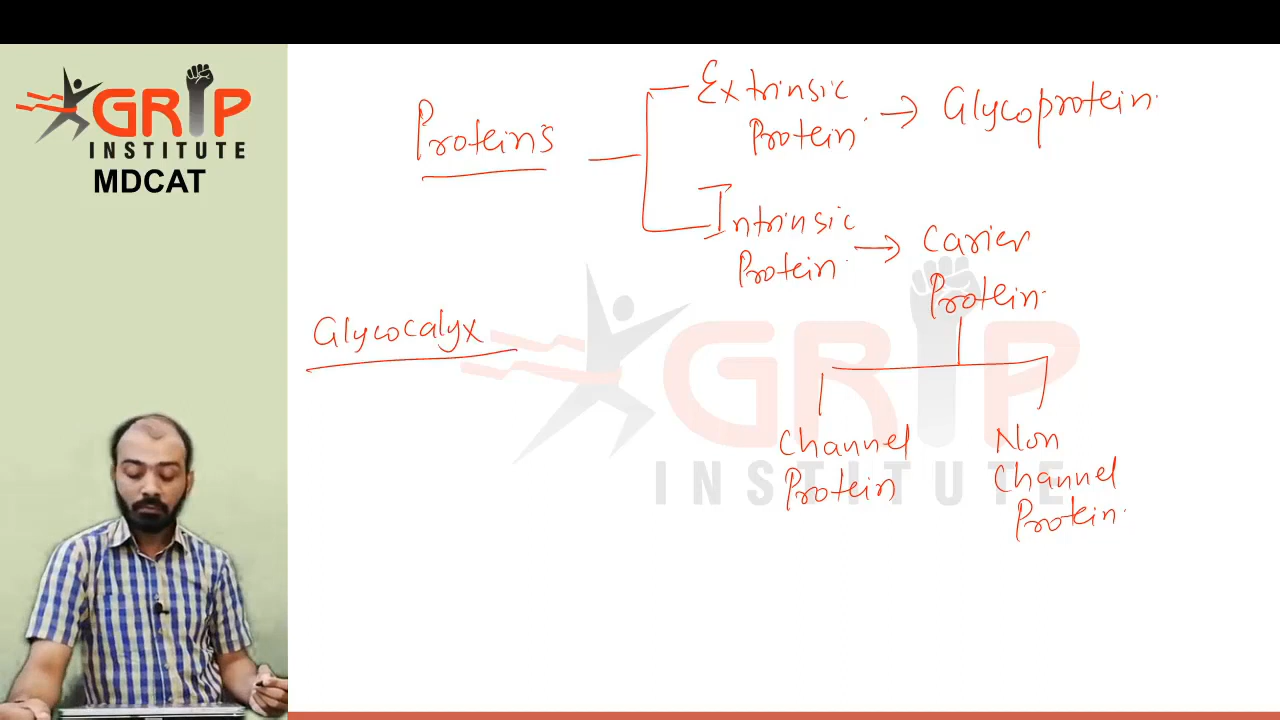 GRIP
INSTITUTE
MDCAT
Proteins
Extrinsic
Protein → Glycoprotein.
Intrinsic
Protein. → Carier
Protein.
Glycocalyx
Channel
Protein
Non
Channel
Protein.
GRIP
INSTITUTE